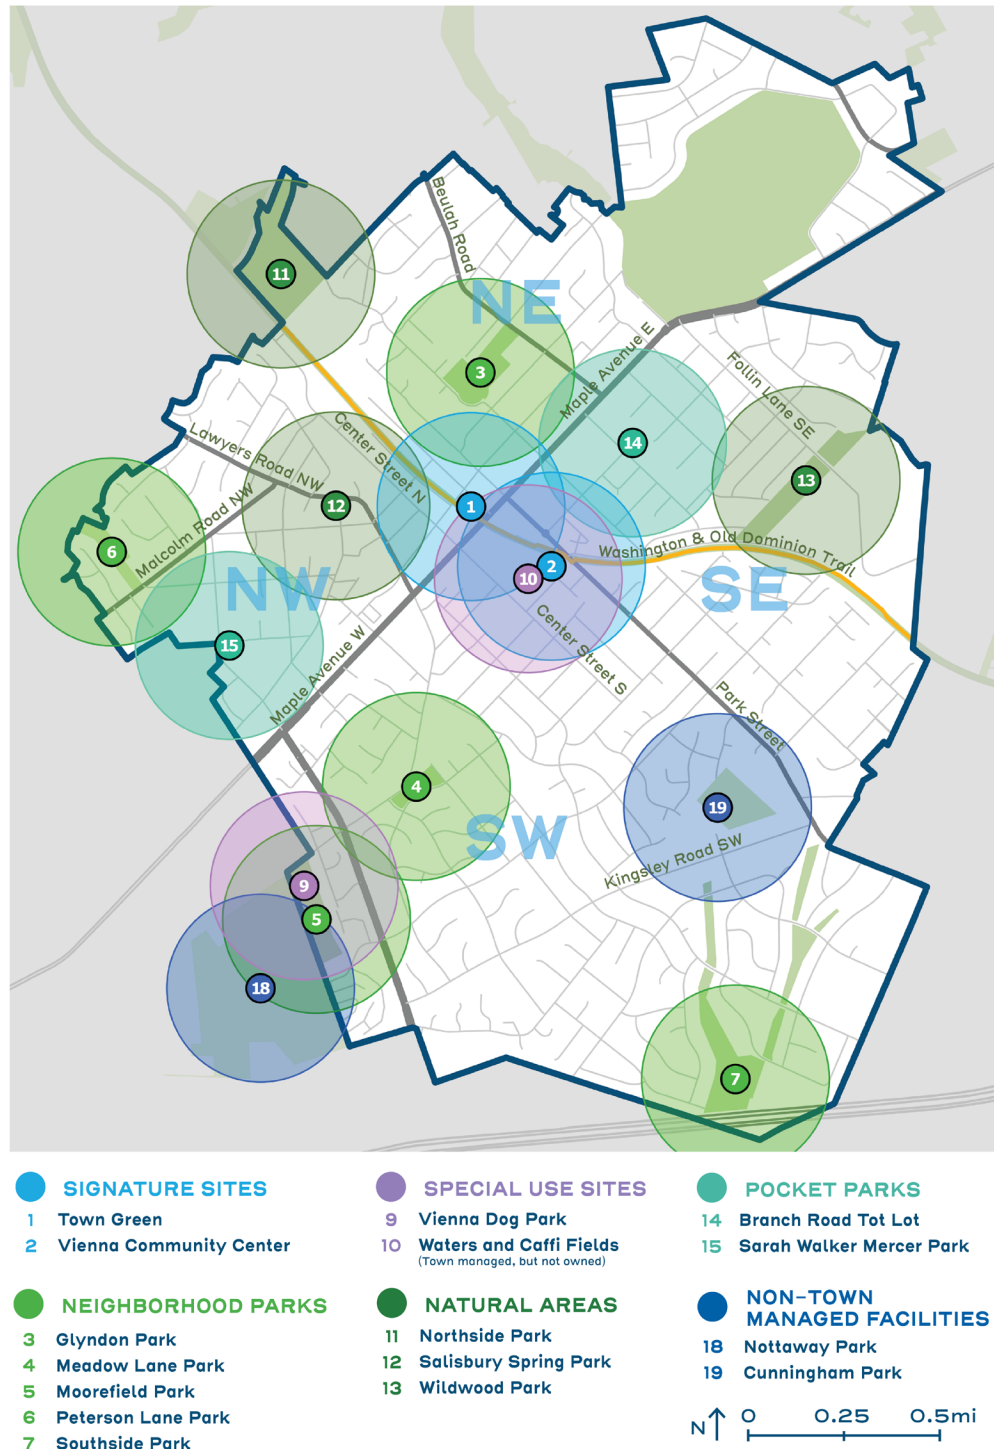 Beulah Road
NE
11
3
Maple Avenue E
Follin Lane SE
Center Street N
14
Lawyers Road NW
13
12
1
Malcolm Road NW
6
Washington & Old Dominion Trail
2
10
NW
SE
15
Center Street S
Maple Avenue W
Park Street
4
19
SW
Kingsley Road SW
9
5
18
7
SIGNATURE SITES
1 Town Green
2 Vienna Community Center
SPECIAL USE SITES
9 Vienna Dog Park
10 Waters and Caffi Fields
(Town managed, but not owned)
POCKET PARKS
14 Branch Road Tot Lot
15 Sarah Walker Mercer Park
NEIGHBORHOOD PARKS
3 Glyndon Park
4 Meadow Lane Park
5 Moorefield Park
6 Peterson Lane Park
7 Southside Park
NATURAL AREAS
11 Northside Park
12 Salisbury Spring Park
13 Wildwood Park
NON-TOWN
MANAGED FACILITIES
18 Nottaway Park
19 Cunningham Park
N 0 0.25 0.5mi